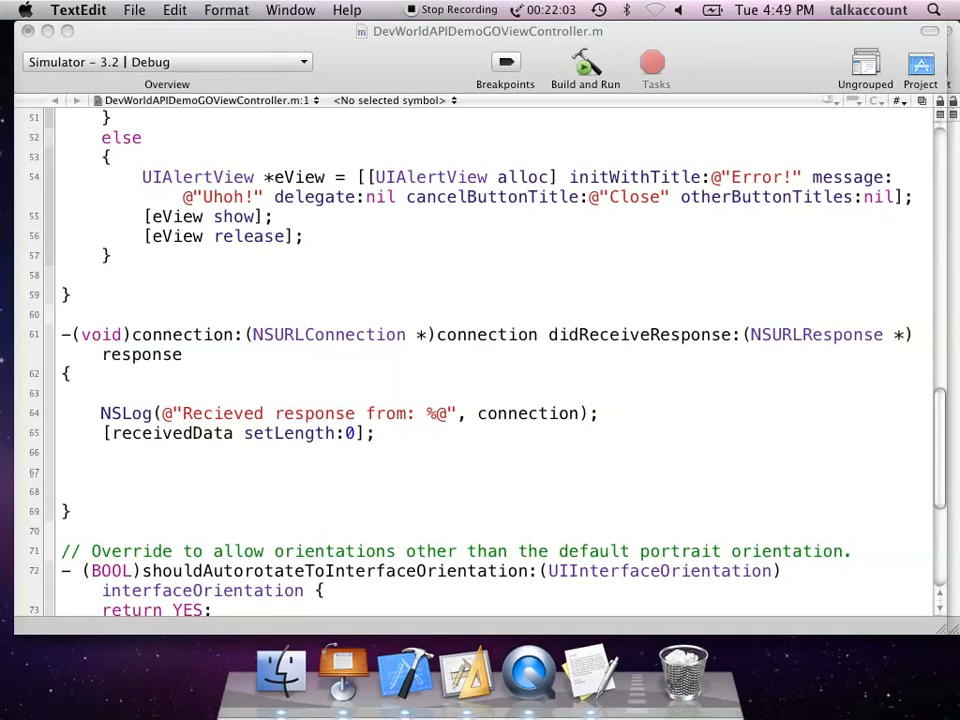 TextEdit File Edit Format Window Help Stop Recording 00:22:03 Tue 4:49 PM talkaccount
DevWorldAPIDemoGOViewController.m
Simulator - 3.2 | Debug
Overview Breakpoints Build and Run Tasks Ungrouped Project
DevWorldAPIDemoGOViewController.m:1 <No selected symbol> C #
51 }
52 else
53 {
54 UIAlertView *eView = [[UIAlertView alloc] initWithTitle:@"Error!" message:
@"Uhoh!" delegate:nil cancelButtonTitle:@"Close" otherButtonTitles:nil];
55 [eView show];
56 [eView release];
57 }
58
59 }
60
61 -(void)connection:(NSURLConnection *)connection didReceiveResponse:(NSURLResponse *)
response
62 {
63
64 NSLog(@"Recieved response from: %@", connection);
65 [receivedData setLength:0];
66
67
68
69 }
70
71 // Override to allow orientations other than the default portrait orientation.
72 - (BOOL)shouldAutorotateToInterfaceOrientation:(UIInterfaceOrientation)
interfaceOrientation {
73 return YES;